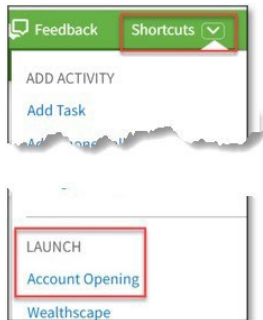 Feedback Shortcuts
ADD ACTIVITY
Add Task
LAUNCH
Account Opening
Wealthscape